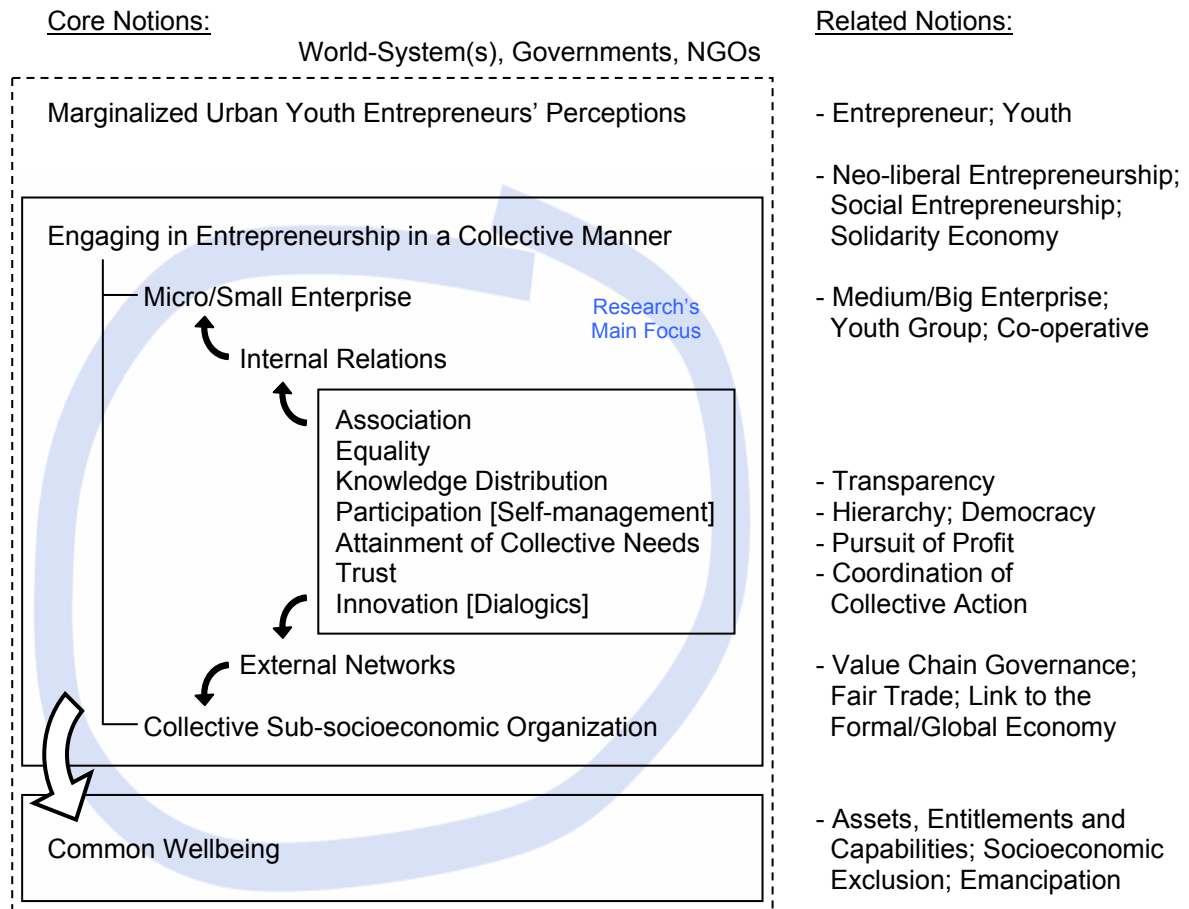 Core Notions:
Related Notions:
World-System(s), Governments, NGOs
Marginalized Urban Youth Entrepreneurs’ Perceptions
- Entrepreneur; Youth
- Neo-liberal Entrepreneurship;
Social Entrepreneurship;
Solidarity Economy
Engaging in Entrepreneurship in a Collective Manner
Micro/Small Enterprise
Research's
Main Focus
- Medium/Big Enterprise;
Youth Group; Co-operative
Internal Relations
Association
Equality
Knowledge Distribution
Participation [Self-management]
Attainment of Collective Needs
Trust
Innovation [Dialogics]
- Transparency
- Hierarchy; Democracy
- Pursuit of Profit
- Coordination of
Collective Action
External Networks
Collective Sub-socioeconomic Organization
- Value Chain Governance;
Fair Trade; Link to the
Formal/Global Economy
Common Wellbeing
- Assets, Entitlements and
Capabilities; Socioeconomic
Exclusion; Emancipation